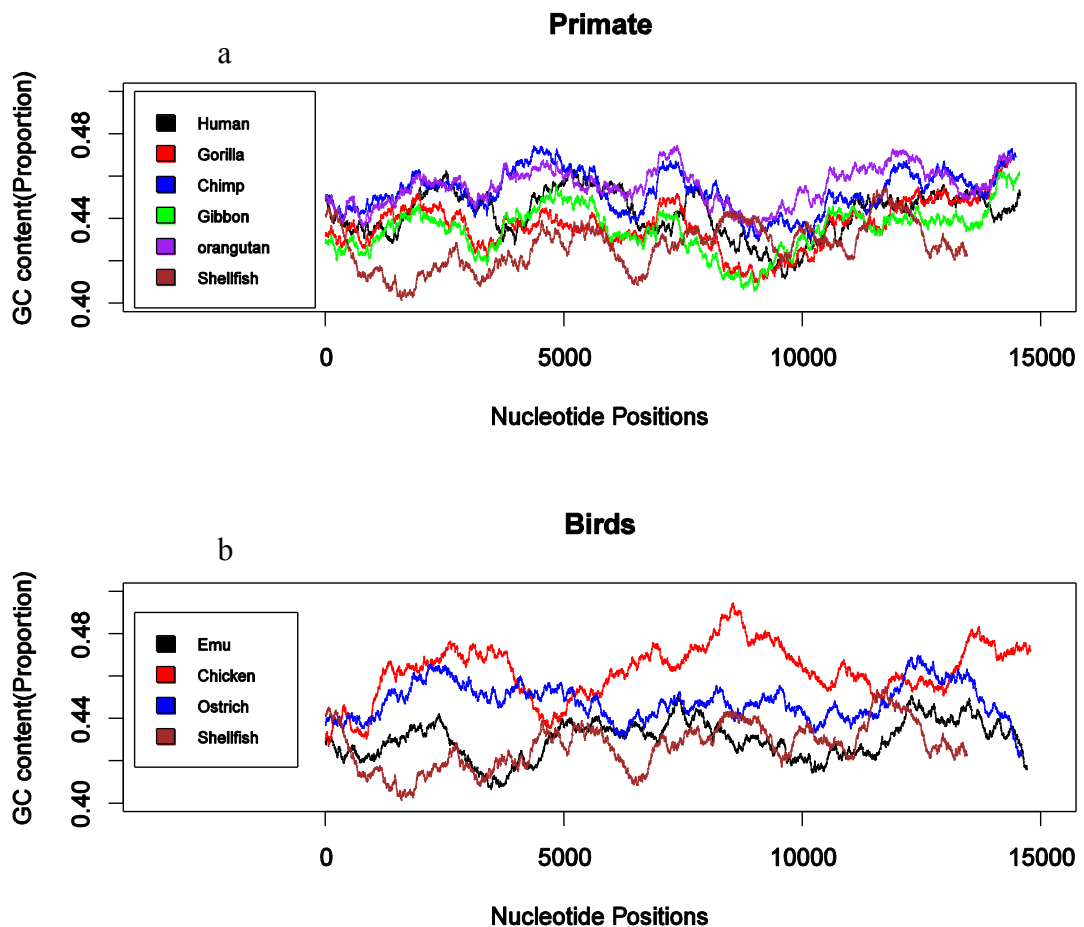 Primate
a
GC content(Proportion)
0.48
0.44
0.40
Human
Gorilla
Chimp
Gibbon
orangutan
Shellfish
0 5000 10000 15000
Nucleotide Positions
Birds
b
GC content(Proportion)
0.48
0.44
0.40
Emu
Chicken
Ostrich
Shellfish
0 5000 10000 15000
Nucleotide Positions